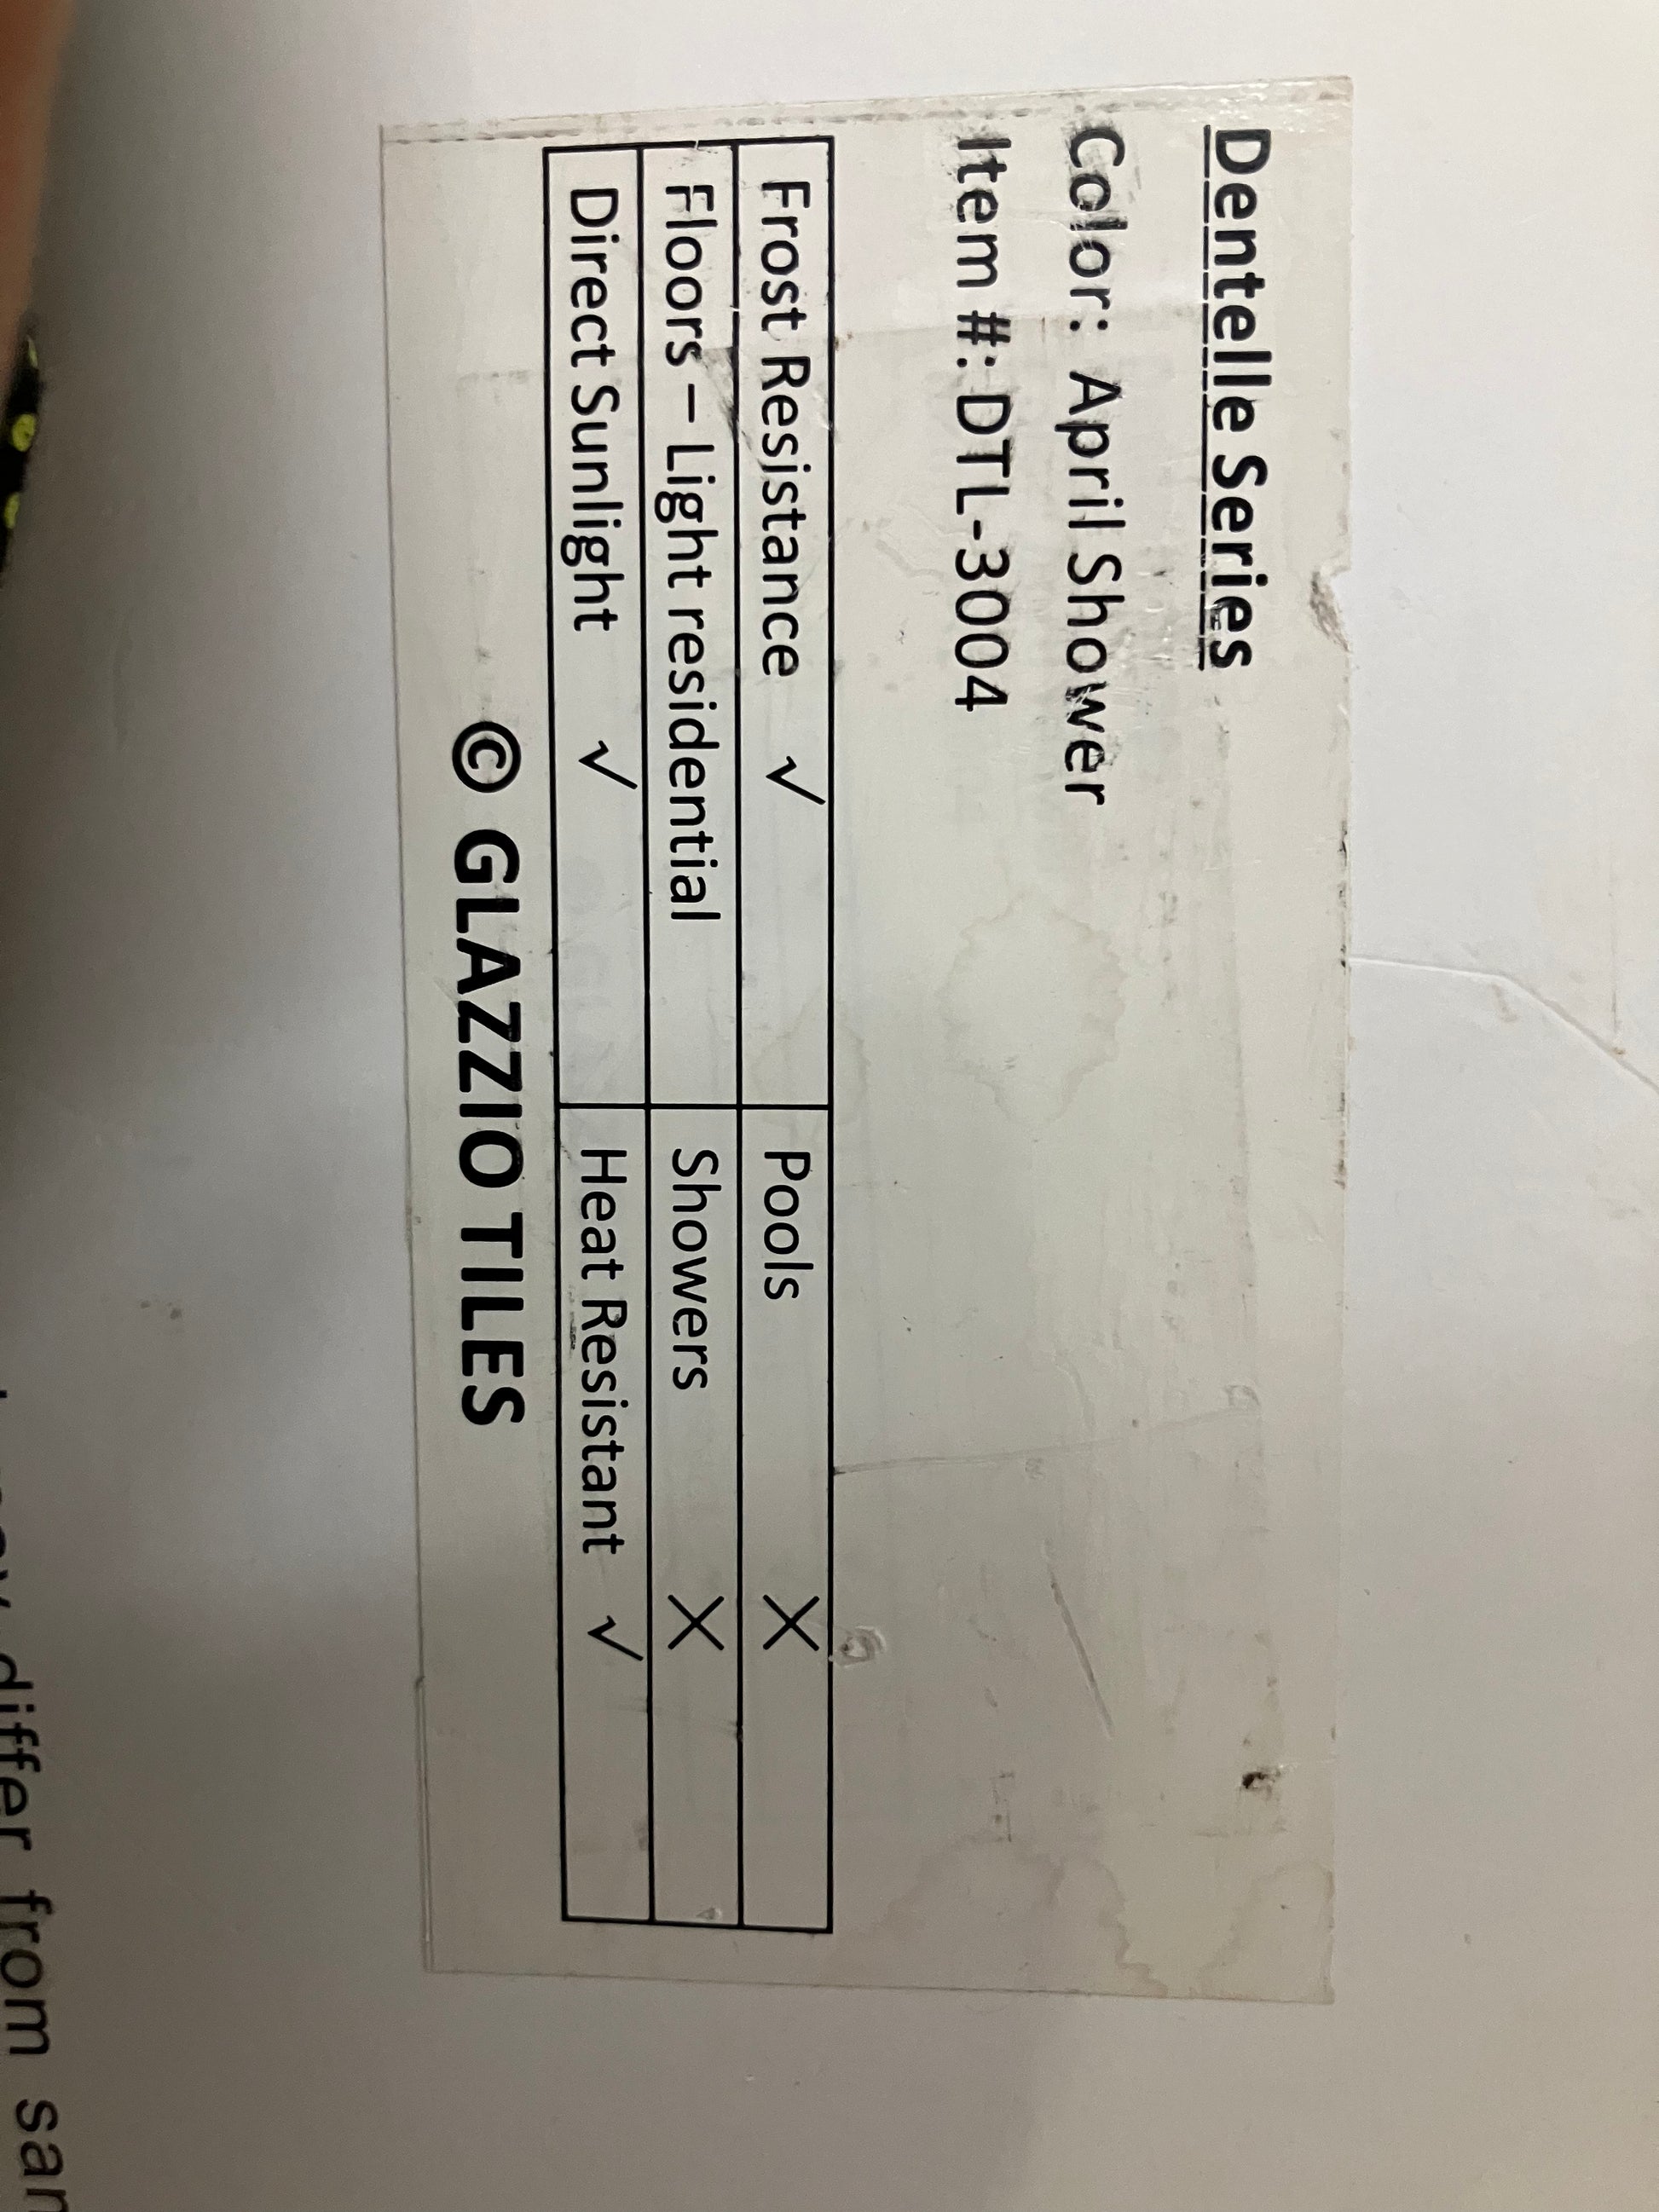 Dentelle Series
Color: April Shower
Item #: DTL-3004
Frost Resistance √ Pools X
Floors – Light residential Showers X
Direct Sunlight √ Heat Resistant √
© GLAZZIO TILES
differ from